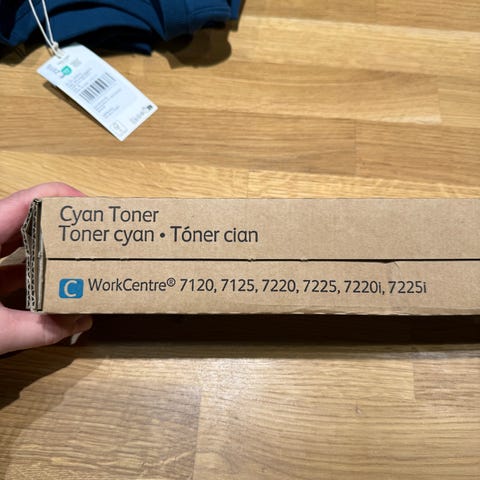 Cyan Toner
Toner cyan • Tóner cian
C WorkCentre® 7120, 7125, 7220, 7225, 7220i, 7225i